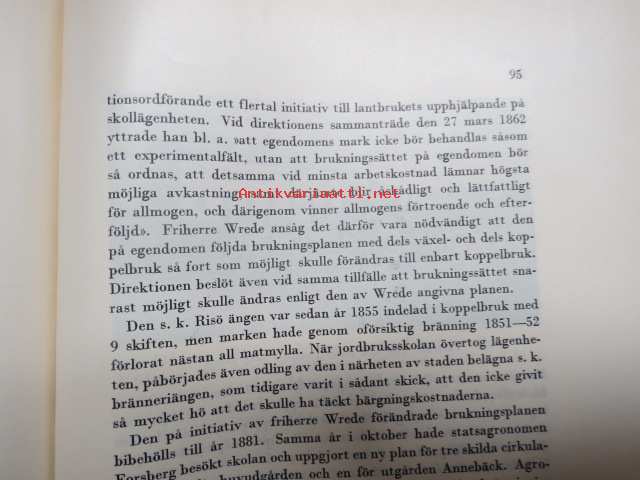 95
tionsordförande ett flertal initiativ till lantbrukets upphjälpande på
skollägenheten. Vid direktionens sammanträde den 27 mars 1862
yttrade han bl. a. »att egendomens mark icke bör behandlas såsom
ett experimentalfält, utan att brukningssättet på egendomen bör
så ordnas, att detsamma vid minsta arbetskostnad lämnar högsta
möjliga avkastning, som därjämte blir åskådligt och lättfattligt
Antikvariaatti.net
för allmogen, och därigenom vinner allmogens förtroende och efter-
följd». Friherre Wrede ansåg det därför vara nödvändigt att den
på egendomen följda brukningsplanen med dels växel- och dels kop-
pelbruk så fort som möjligt skulle förändras till enbart koppelbruk.
Direktionen beslöt även vid samma tillfälle att brukningssättet sna-
rast möjligt skulle ändras enligt den av Wrede angivna planen.
Den s. k. Risö ängen var sedan år 1855 indelad i koppelbruk med
9 skiften, men marken hade genom oförsiktig bränning 1851—52
förlorat nästan all matmylla. När jordbruksskolan övertog lägenhe-
ten, påbörjades även odling av den i närheten av staden belägna s. k.
bränneriängen, som tidigare varit i sådant skick, att den icke givit
så mycket hö att det skulle ha täckt bärgningskostnaderna.
Den på initiativ av friherre Wrede förändrade brukningsplanen
bibehölls till år 1881. Samma år i oktober hade statsagronomen
Forsberg besökt skolan och uppgjort en ny plan för tre skilda cirkula-
huvudgården och en för utgården Annebäck. Agro-